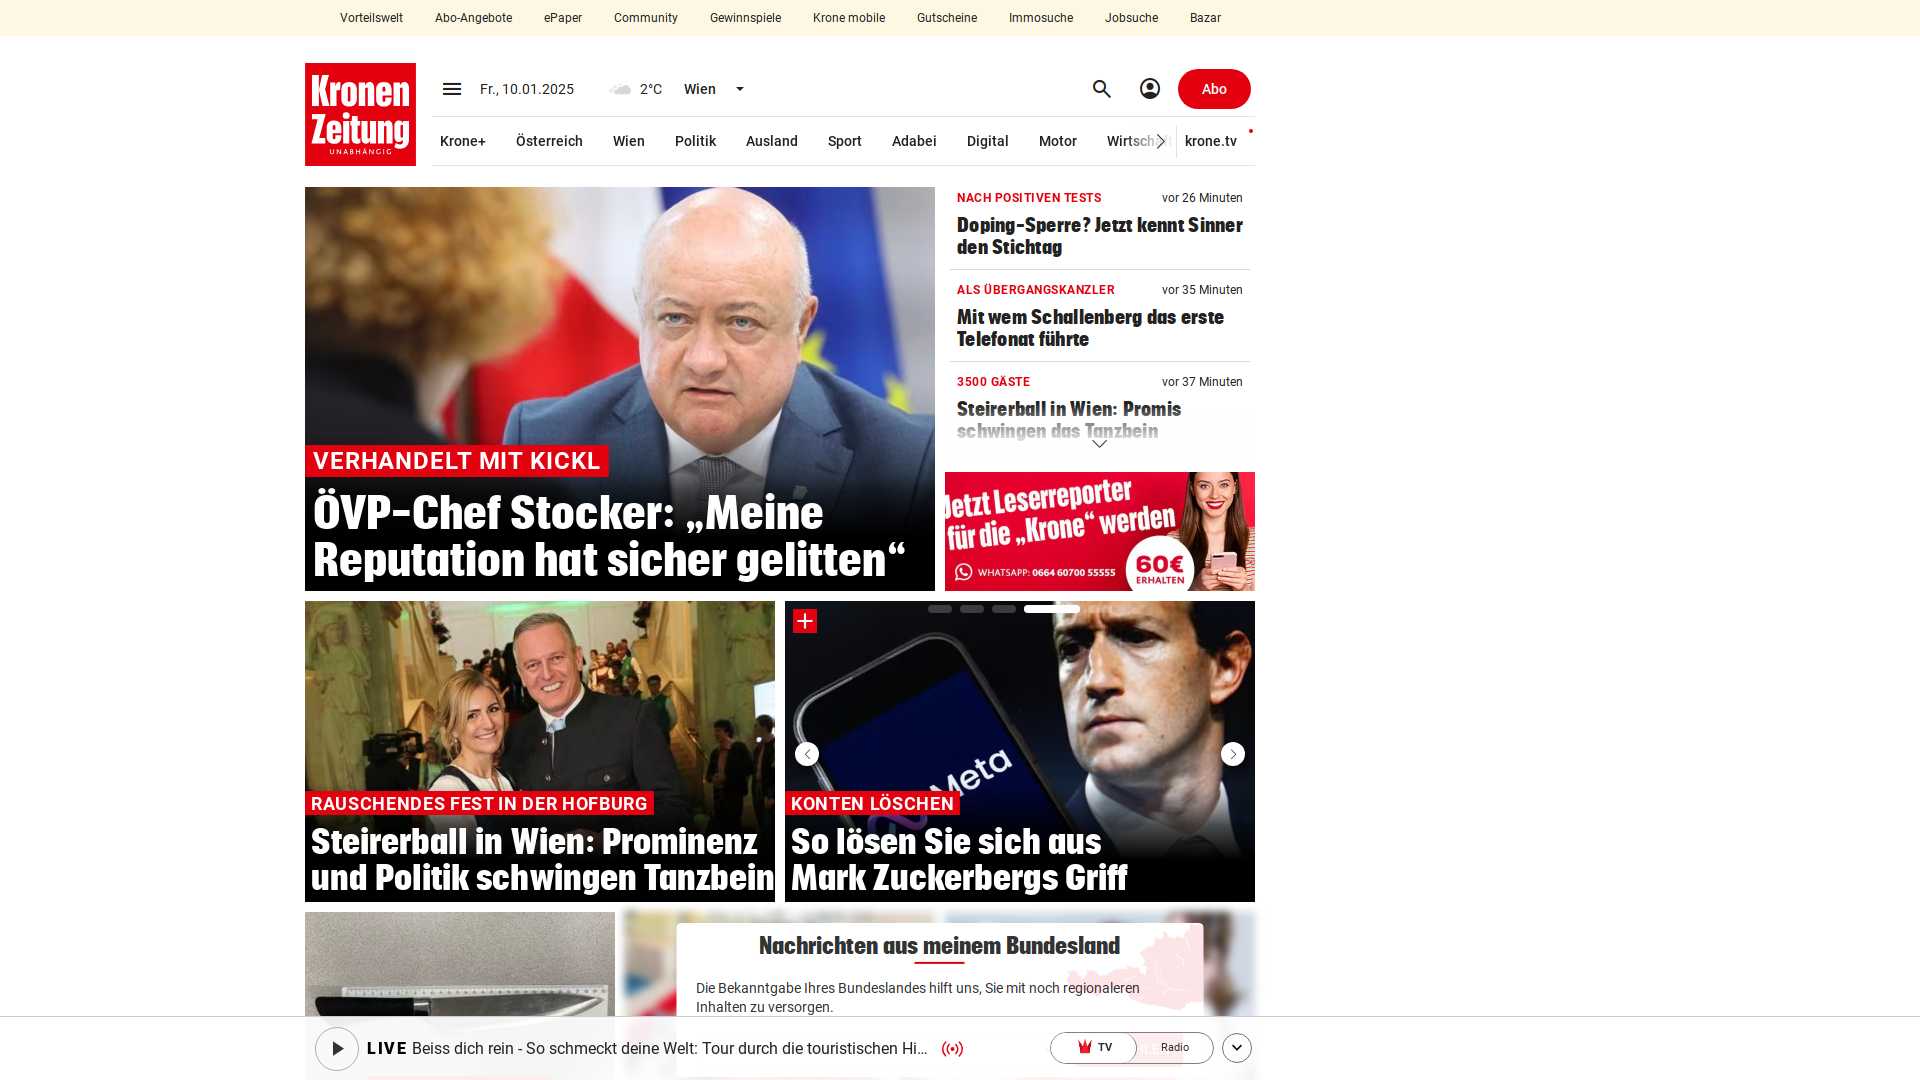 Vorteilswelt Abo-Angebote ePaper Community Gewinnspiele Krone mobile Gutscheine Immosuche Jobsuche Bazar
Kronen
Zeitung
UNABHÄNGIG
Fr., 10.01.2025 2°C Wien Abo
Krone+ Österreich Wien Politik Ausland Sport Adabei Digital Motor krone.tv
VERHANDELT MIT KICKL
ÖVP-Chef Stocker: „Meine
Reputation hat sicher gelitten“
NACH POSITIVEN TESTS vor 26 Minuten
Doping-Sperre? Jetzt kennt Sinner
den Stichtag
ALS ÜBERGANGSKANZLER vor 35 Minuten
Mit wem Schallenberg das erste
Telefonat führte
3500 GÄSTE vor 37 Minuten
Steirerball in Wien: Promis
schwingen das Tanzbein
Jetzt Leserreporter
für die „Krone“ werden
WHATSAPP: 0664 60700 55555
60€
ERHALTEN
RAUSCHENDES FEST IN DER HOFBURG
Steirerball in Wien: Prominenz
und Politik schwingen Tanzbein
Meta
KONTEN LÖSCHEN
So lösen Sie sich aus
Mark Zuckerbergs Griff
Nachrichten aus meinem Bundesland
Die Bekanntgabe Ihres Bundeslandes hilft uns, Sie mit noch regionaleren
Inhalten zu versorgen.
LIVE Beiss dich rein - So schmeckt deine Welt: Tour durch die touristischen Hi...
TV Radio